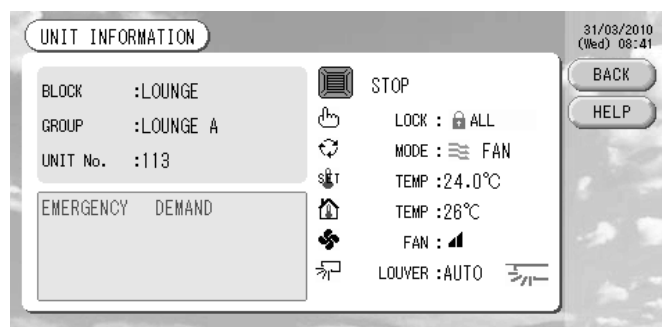 UNIT INFORMATION
31/03/2010
(Wed) 08:41
BACK
HELP
BLOCK :LOUNGE
GROUP :LOUNGE A
UNIT No. :113
EMERGENCY DEMAND
STOP
LOCK : ALL
MODE : FAN
SET TEMP :24.0℃
TEMP :26℃
FAN :
LOUVER :AUTO